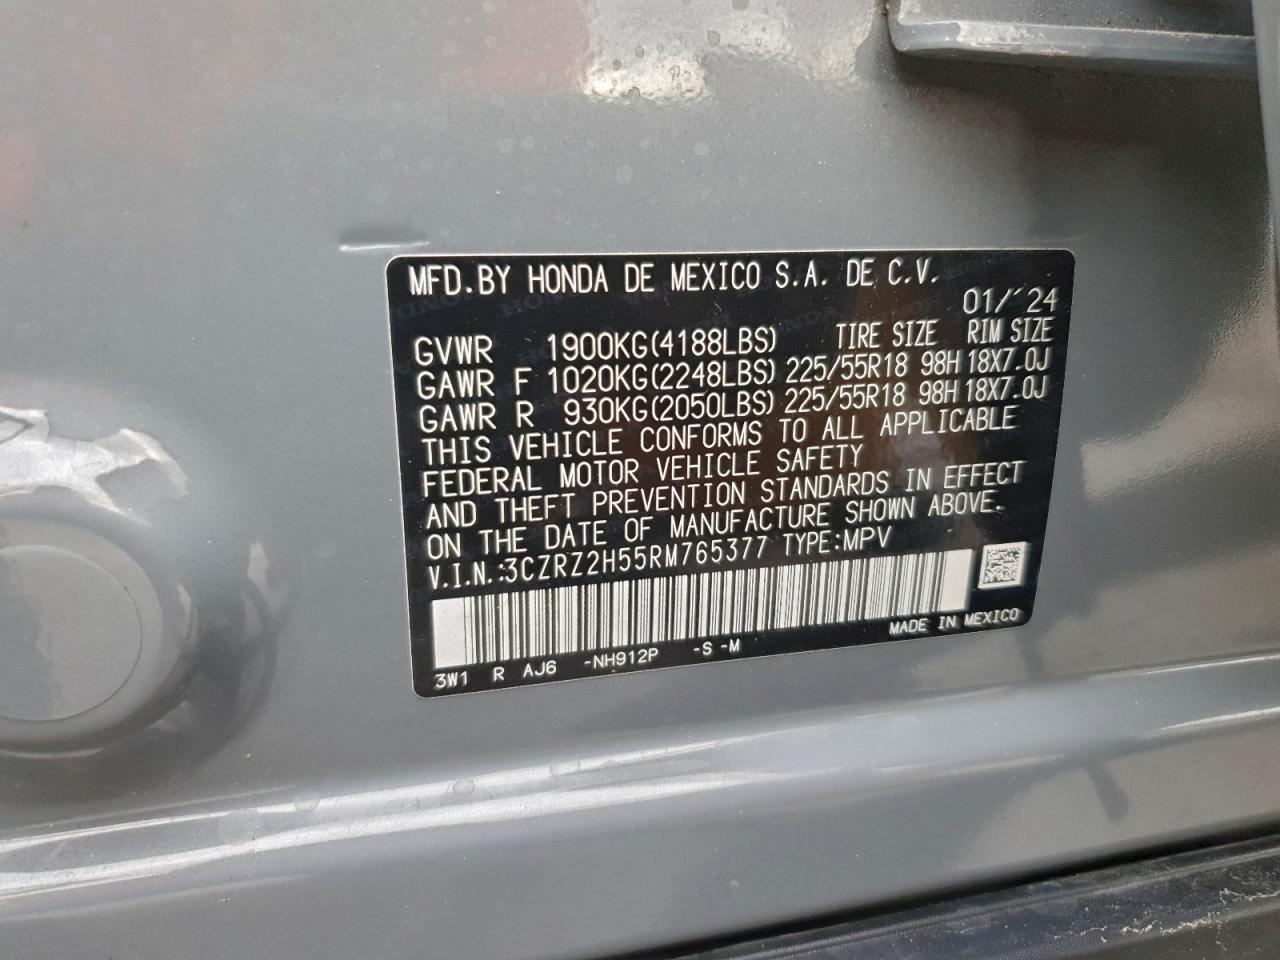 MFD.BY HONDA DE MEXICO S.A. DE C.V.
01/´24
GVWR 1900KG(4188LBS) TIRE SIZE RIM SIZE
GAWR F 1020KG(2248LBS) 225/55R18 98H 18X7.0J
GAWR R 930KG(2050LBS) 225/55R18 98H 18X7.0J
THIS VEHICLE CONFORMS TO ALL APPLICABLE
FEDERAL MOTOR VEHICLE SAFETY
AND THEFT PREVENTION STANDARDS IN EFFECT
ON THE DATE OF MANUFACTURE SHOWN ABOVE.
V.I.N.:3CZRZ2H55RM765377 TYPE:MPV
MADE IN MEXICO
3W1 R AJ6 -NH912P -S -M